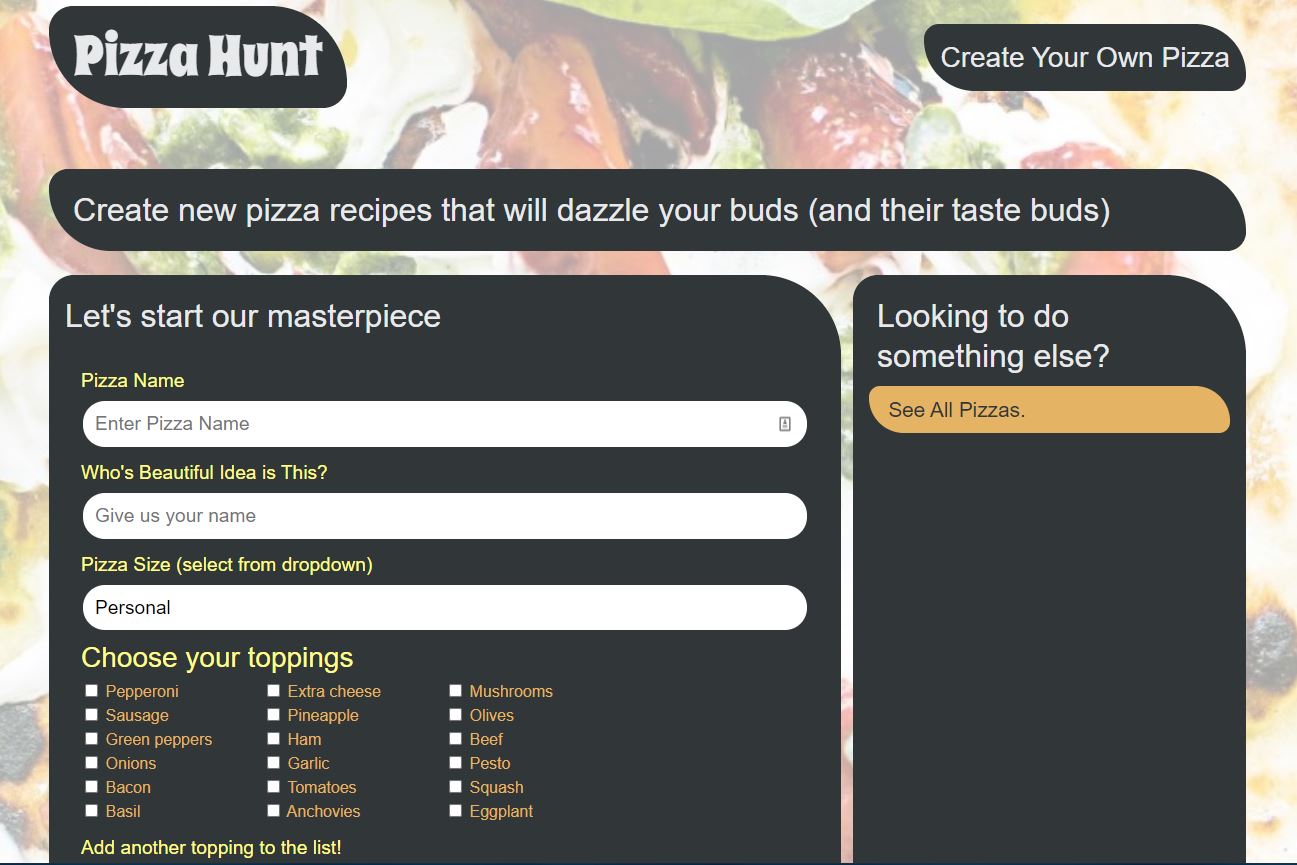 Pizza Hunt
Create Your Own Pizza
Create new pizza recipes that will dazzle your buds (and their taste buds)
Let's start our masterpiece
Pizza Name
Enter Pizza Name
Who's Beautiful Idea is This?
Give us your name
Pizza Size (select from dropdown)
Personal
Choose your toppings
Pepperoni Extra cheese Mushrooms
Sausage Pineapple Olives
Green peppers Ham Beef
Onions Garlic Pesto
Bacon Tomatoes Squash
Basil Anchovies Eggplant
Add another topping to the list!
Looking to do
something else?
See All Pizzas.